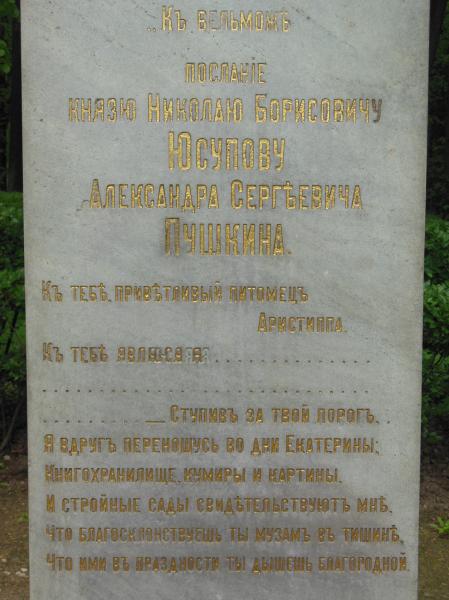 „Къ вельможѣ
посланіе
князю Николаю Борисовичу
Юсупову
Александра Сергѣевича
Пушкина.
Къ тебѣ, привѣтливый питомецъ
Аристиппа.
Къ тебѣ явлюся я . . . . . . . . . . . . . . .
. . . . . . . . . . . . . . . . . . . . . . . . . . . . . .
. . . . . . . . . — Ступивъ за твой порогъ. .
Я вдругъ переношусь во дни Екатерины;
Книгохранилище, кумиры и картины.
И стройные сады свидѣтельствуютъ мнѣ,
Что благосклонствуешь ты музамъ въ тишинѣ,
Что ими въ праздности ты дышешь благородной.